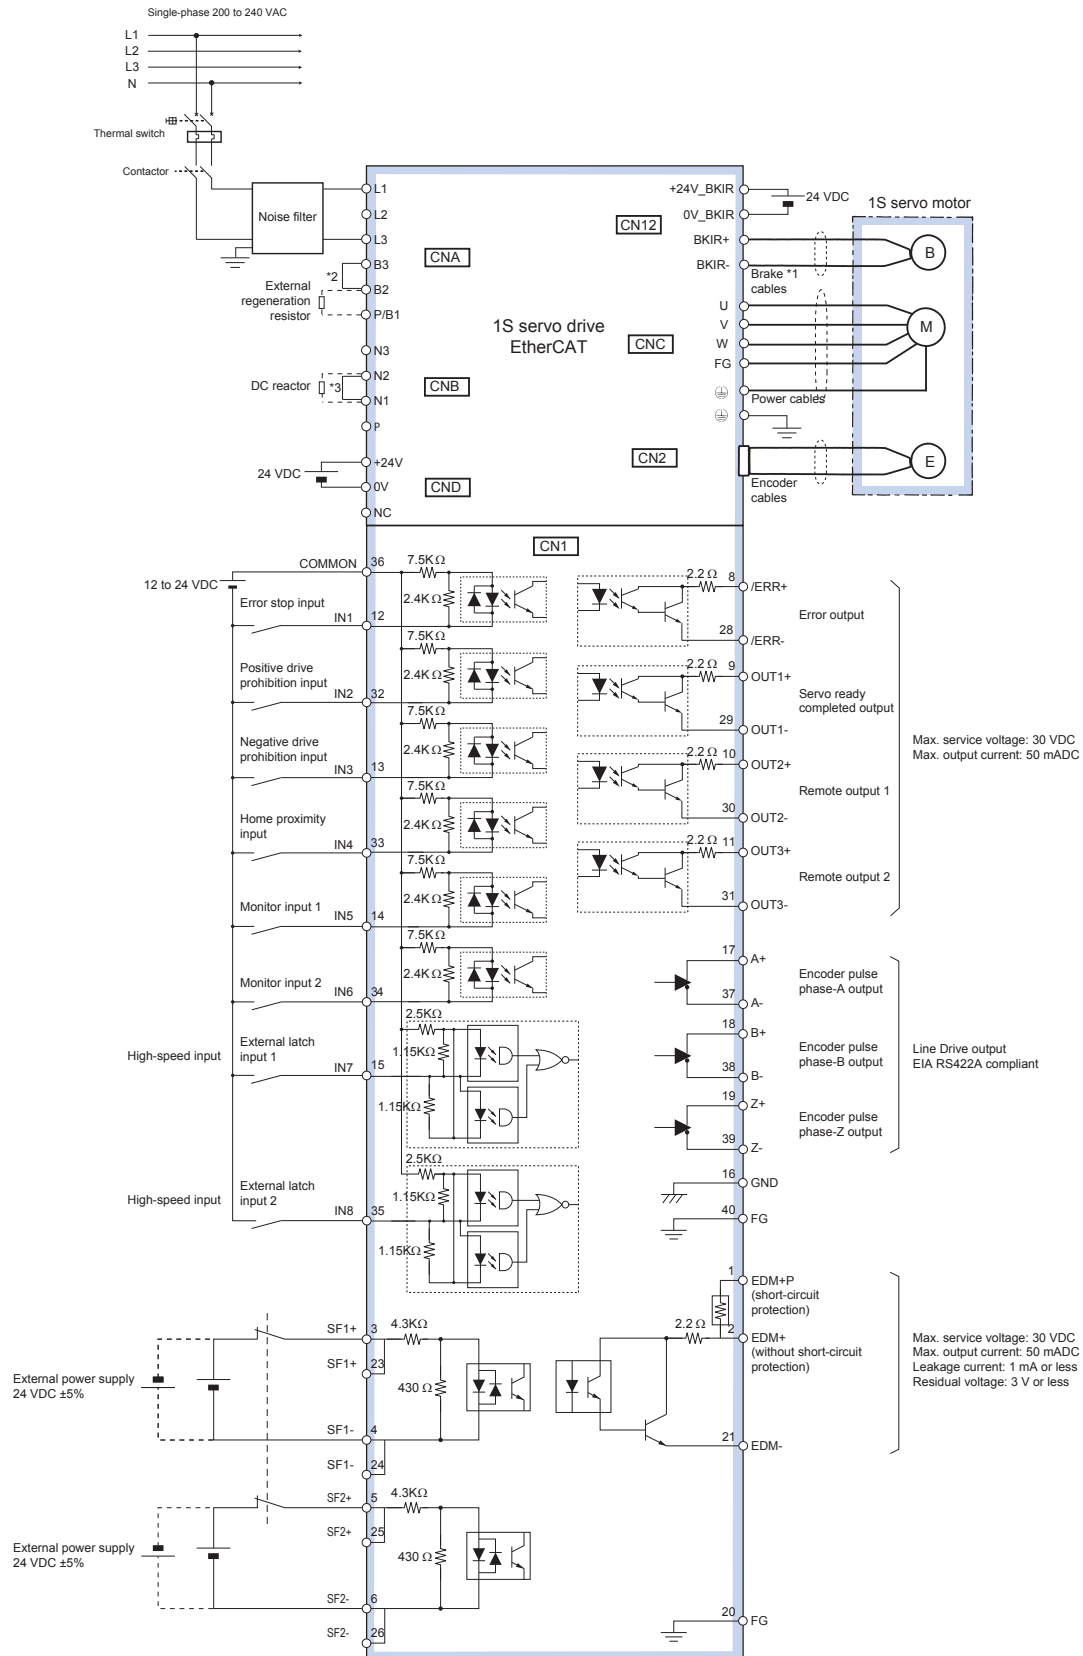 Single-phase 200 to 240 VAC
L1
L2
L3
N
Thermal switch
Contactor
Noise filter
L1
L2
L3
CNA
B3
*2
B2
External
regeneration
resistor
P/B1
N3
DC reactor
*3
N2
N1
CNB
P
+24V
24 VDC
0V
CND
NC
1S servo drive
EtherCAT
+24V_BKIR
24 VDC
0V_BKIR
CN12
BKIR+
BKIR-
Brake *1
cables
1S servo motor
B
U
V
W
FG
CNC
M
Power cables
CN2
E
Encoder
cables
CN1
COMMON
36
12 to 24 VDC
7.5KΩ
2.4KΩ
Error stop input
IN1
12
7.5KΩ
2.4KΩ
Positive drive
prohibition input
IN2
32
7.5KΩ
2.4KΩ
Negative drive
prohibition input
IN3
13
7.5KΩ
2.4KΩ
Home proximity
input
IN4
33
7.5KΩ
2.4KΩ
Monitor input 1
IN5
14
7.5KΩ
2.4KΩ
Monitor input 2
IN6
34
2.5KΩ
1.15KΩ
High-speed input
External latch
input 1
IN7
15
1.15KΩ
2.5KΩ
1.15KΩ
High-speed input
External latch
input 2
IN8
35
1.15KΩ
SF1+
3
4.3KΩ
SF1+
23
External power supply
24 VDC ±5%
430 Ω
SF1-
4
SF1-
24
SF2+
5
4.3KΩ
SF2+
25
External power supply
24 VDC ±5%
430 Ω
SF2-
6
SF2-
26
2.2 Ω
8
/ERR+
Error output
28
/ERR-
2.2 Ω
9
OUT1+
Servo ready
completed output
29
OUT1-
2.2 Ω
10
OUT2+
Remote output 1
30
OUT2-
2.2 Ω
11
OUT3+
Remote output 2
31
OUT3-
Max. service voltage: 30 VDC
Max. output current: 50 mADC
17
A+
Encoder pulse
phase-A output
37
A-
18
B+
Encoder pulse
phase-B output
38
B-
19
Z+
Encoder pulse
phase-Z output
39
Z-
Line Drive output
EIA RS422A compliant
16
GND
40
FG
1
EDM+P
(short-circuit
protection)
2.2 Ω
2
EDM+
(without short-circuit
protection)
21
EDM-
Max. service voltage: 30 VDC
Max. output current: 50 mADC
Leakage current: 1 mA or less
Residual voltage: 3 V or less
20
FG